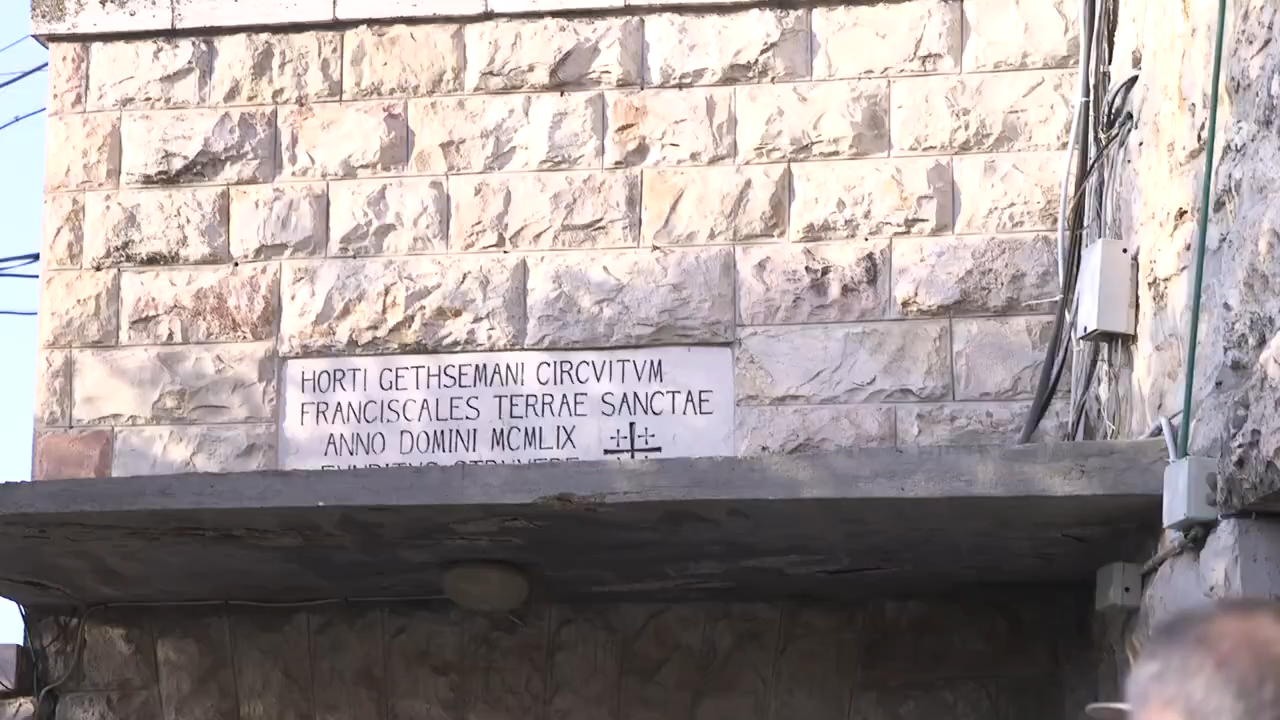 HORTI GETHSEMANI CIRCVITVM
FRANCISCALES TERRAE SANCTAE
ANNO DOMINI MCMLIX